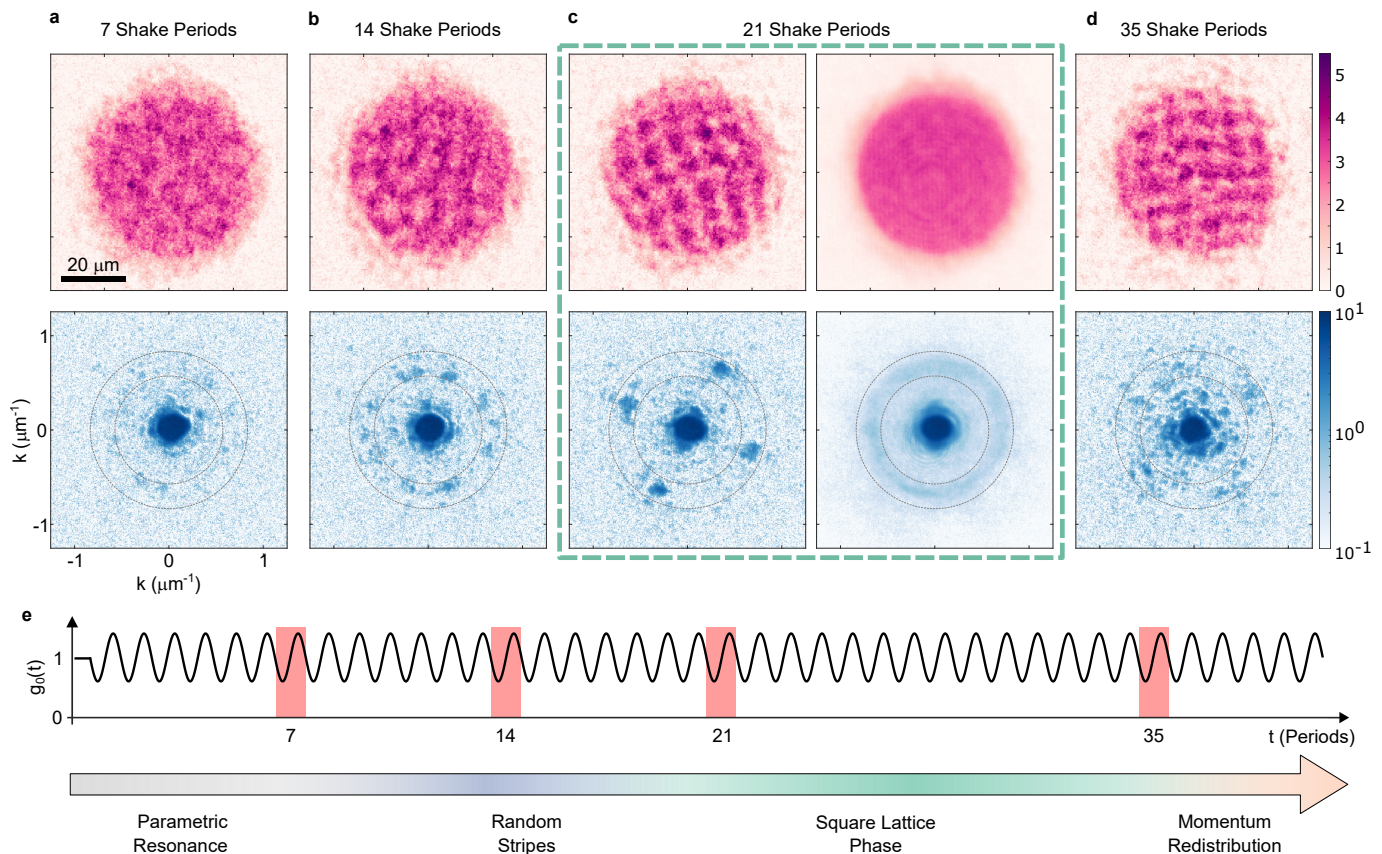 a
7 Shake Periods
b
14 Shake Periods
c
21 Shake Periods
d
35 Shake Periods
20 μm
5
4
3
2
1
0
1
0
-1
k (μm⁻¹)
-1
0
1
k (μm⁻¹)
10¹
10⁰
10⁻¹
e
g₀(t)
1
0
7
14
21
35
t (Periods)
Parametric
Resonance
Random
Stripes
Square Lattice
Phase
Momentum
Redistribution